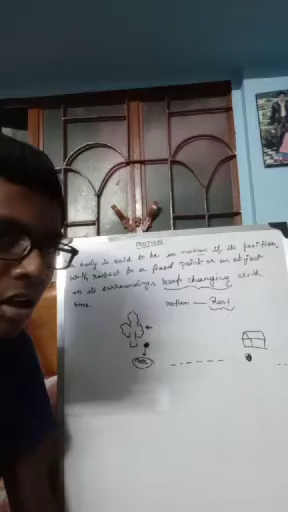 MOTION
A body is said to be in motion if its position,
with respect to a fixed point or an object
in its surroundings, keep changing with
time.
motion — Rest